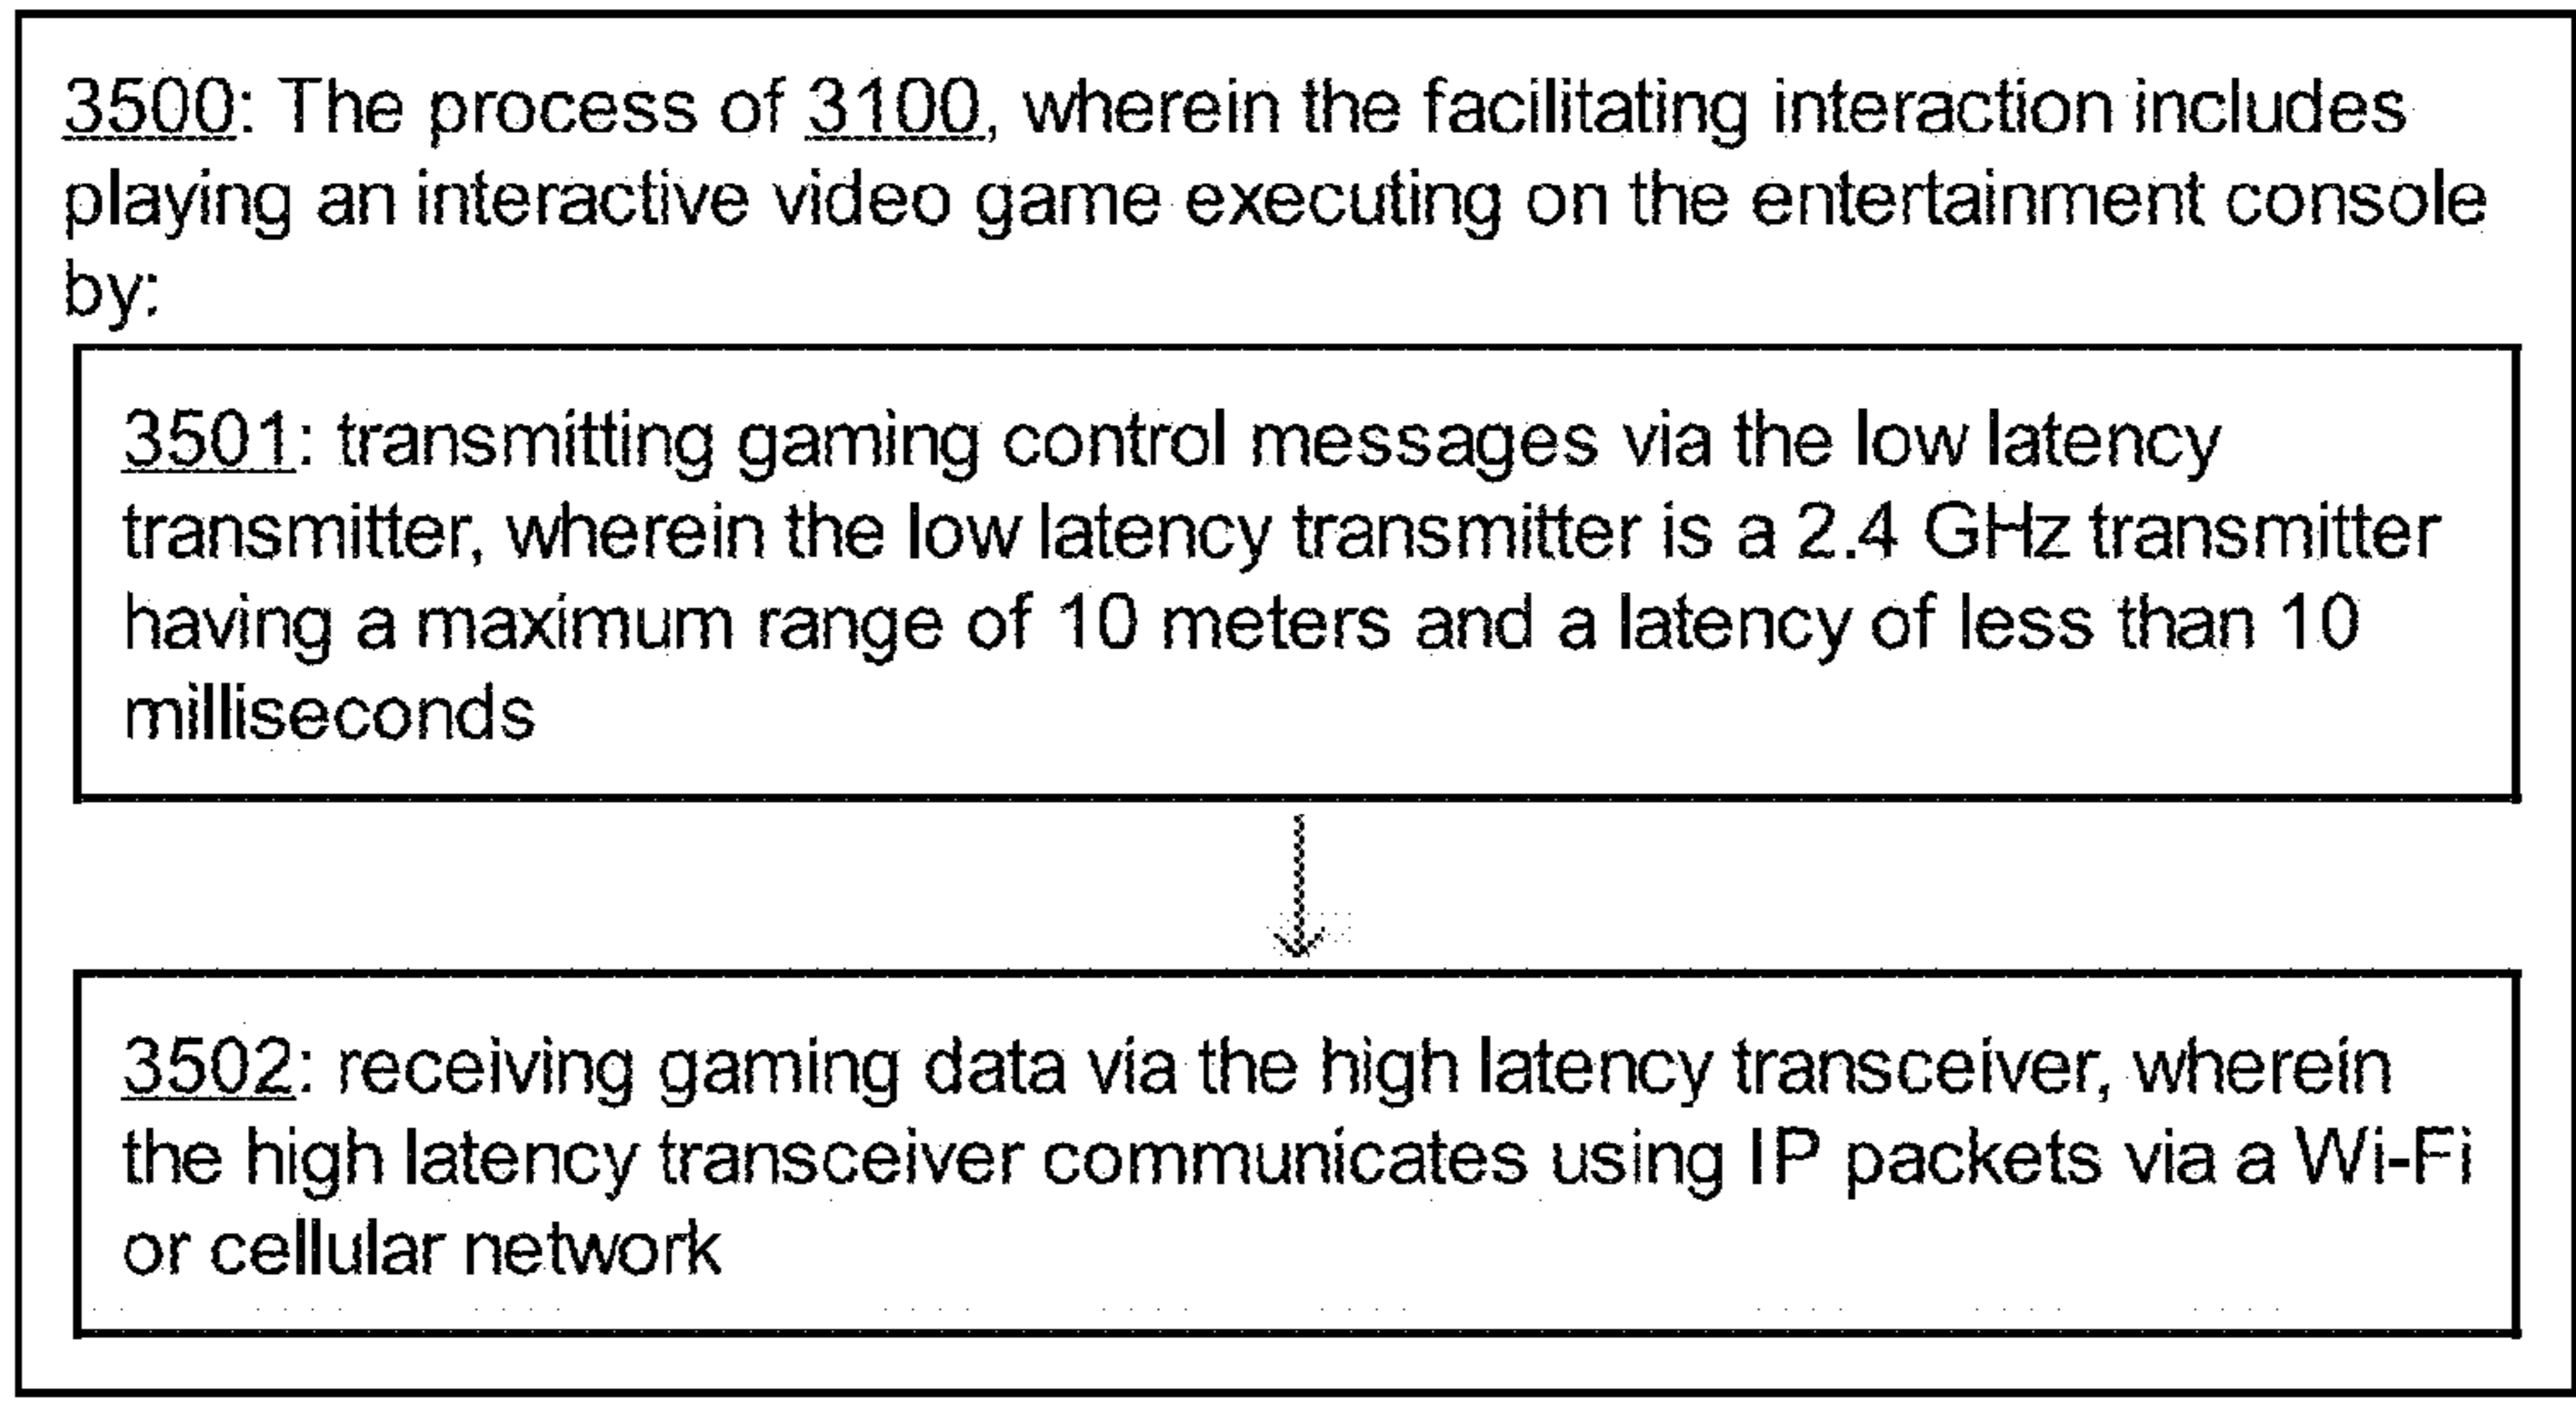 3500: The process of 3100, wherein the facilitating interaction includes
playing an interactive video game executing on the entertainment console
by:
3501: transmitting gaming control messages via the low latency
transmitter, wherein the low latency transmitter is a 2.4 GHz transmitter
having a maximum range of 10 meters and a latency of less than 10
milliseconds
3502: receiving gaming data via the high latency transceiver, wherein
the high latency transceiver communicates using IP packets via a Wi-Fi
or cellular network